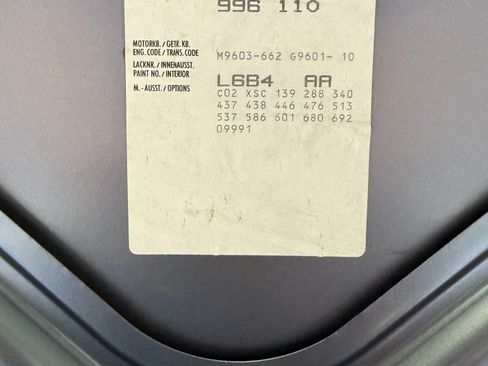 996 110
MOTORKB. / GETR. KB.
ENG. CODE / TRANS. CODE
M9603-662 G9601- 10
LACKNR. / INNENAUSST.
PAINT NO. / INTERIOR
L6B4 AA
M. - AUSST. / OPTIONS
C02 XSC 139 288 340
437 438 446 476 513
537 586 601 680 692
09991